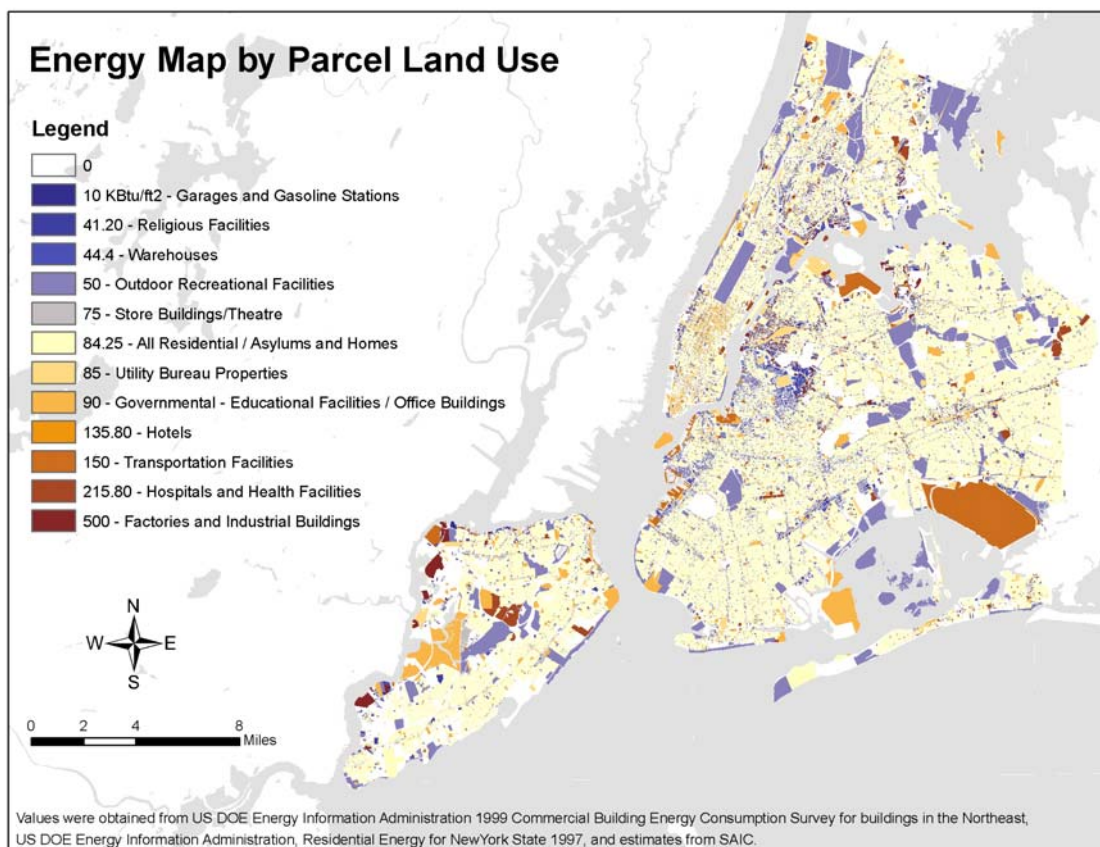 Energy Map by Parcel Land Use
Legend
0
10 KBtu/ft2 - Garages and Gasoline Stations
41.20 - Religious Facilities
44.4 - Warehouses
50 - Outdoor Recreational Facilities
75 - Store Buildings/Theatre
84.25 - All Residential / Asylums and Homes
85 - Utility Bureau Properties
90 - Governmental - Educational Facilities / Office Buildings
135.80 - Hotels
150 - Transportation Facilities
215.80 - Hospitals and Health Facilities
500 - Factories and Industrial Buildings
N
W E
S
0 2 4 8
Miles
Values were obtained from US DOE Energy Information Administration 1999 Commercial Building Energy Consumption Survey for buildings in the Northeast,
US DOE Energy Information Administration, Residential Energy for NewYork State 1997, and estimates from SAIC.